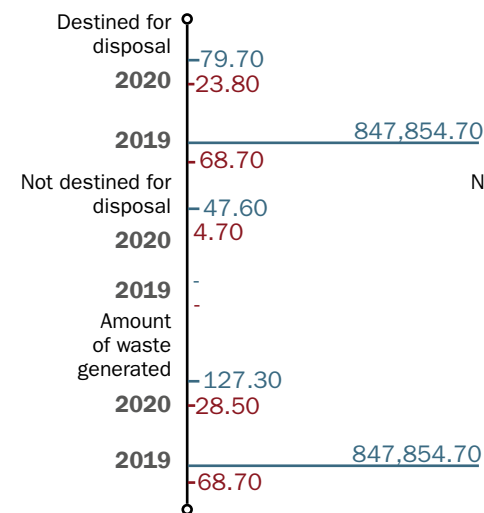 Destined for
disposal
79.70
2020
23.80
847,854.70
2019
68.70
Not destined for
N
disposal
47.60
2020
4.70
-
2019
-
Amount
of waste
generated
127.30
2020
28.50
847,854.70
2019
68.70